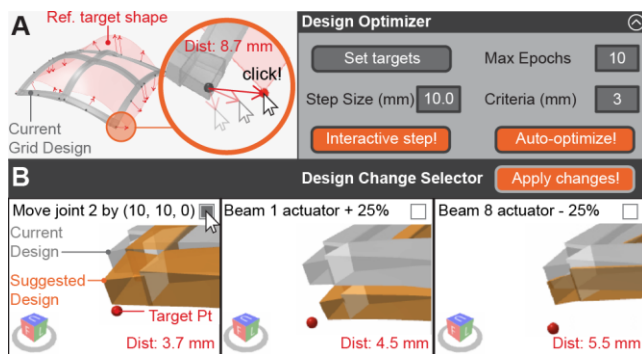 A
Ref. target shape
Dist: 8.7 mm
click!
Current
Grid Design
Design Optimizer
Set targets
Max Epochs
10
Step Size (mm)
10.0
Criteria (mm)
3
Interactive step!
Auto-optimize!
B
Design Change Selector
Apply changes!
Move joint 2 by (10, 10, 0)
Current
Design
Suggested
Design
Target Pt
Dist: 3.7 mm
Beam 1 actuator + 25%
Dist: 4.5 mm
Beam 8 actuator - 25%
Dist: 5.5 mm